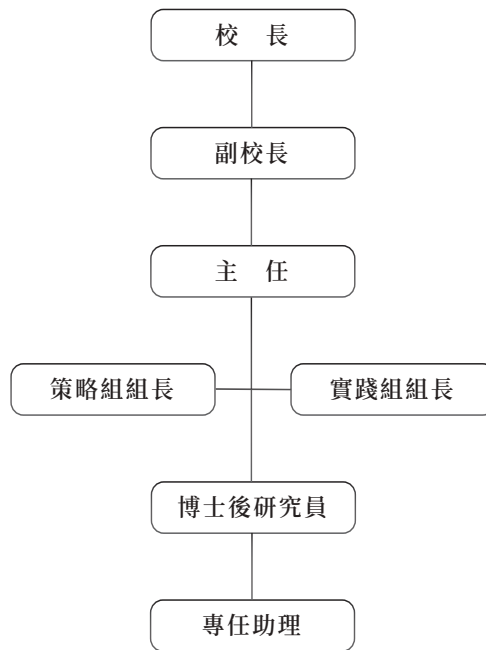 校　長
副校長
主　任
策略組組長
實踐組組長
博士後研究員
專任助理